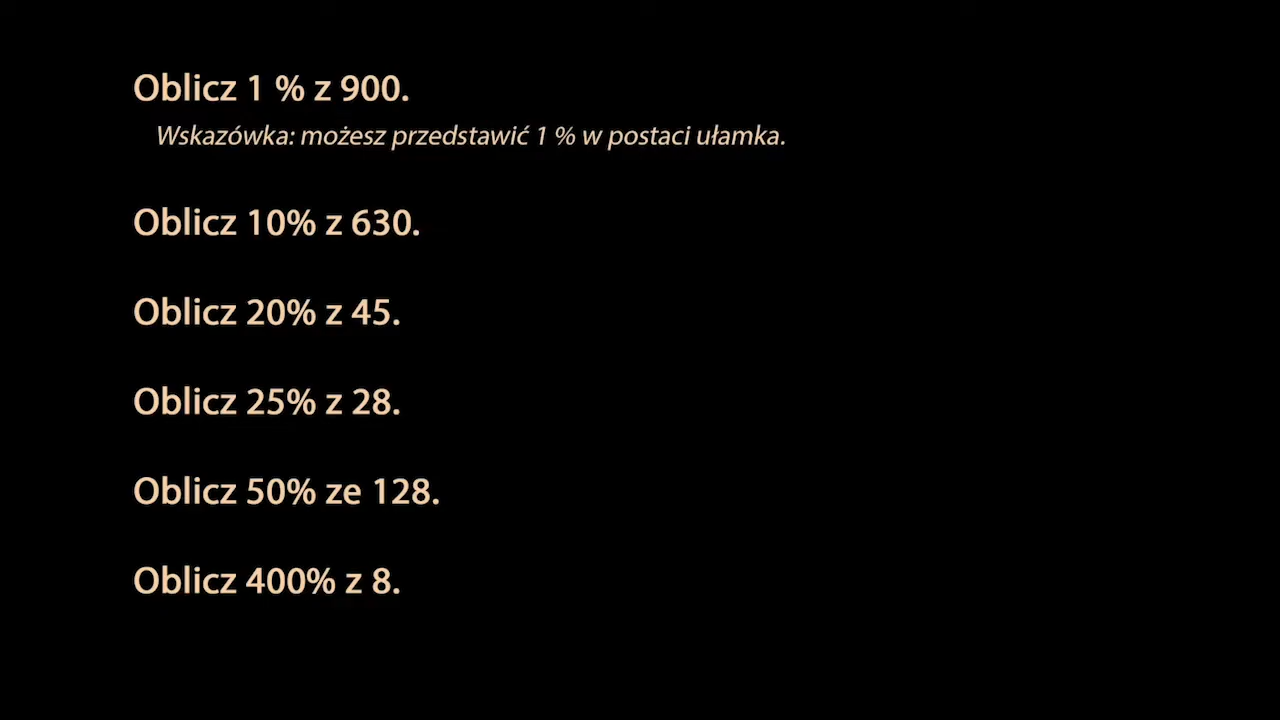 Oblicz 1 % z 900.
Wskazówka: możesz przedstawić 1 % w postaci ułamka.
Oblicz 10% z 630.
Oblicz 20% z 45.
Oblicz 25% z 28.
Oblicz 50% ze 128.
Oblicz 400% z 8.